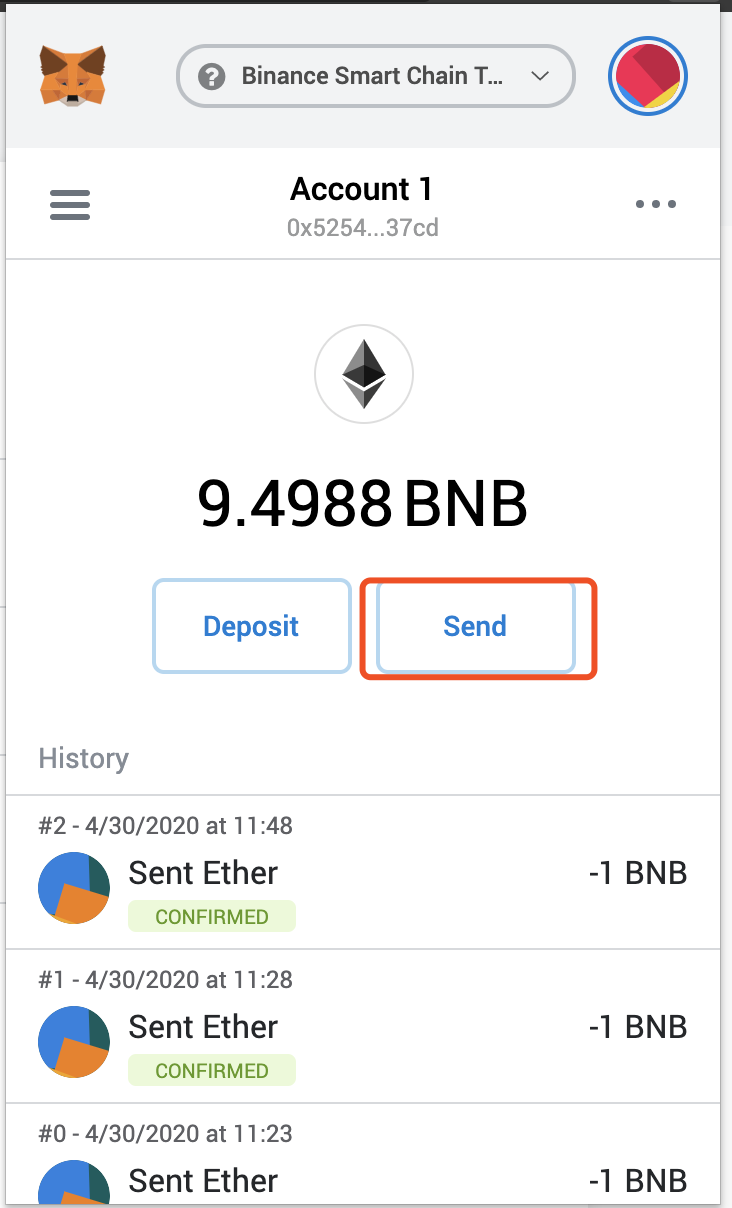 Binance Smart Chain T...
Account 1
0x5254...37cd
9.4988 BNB
Deposit
Send
History
#2 - 4/30/2020 at 11:48
Sent Ether
-1 BNB
CONFIRMED
#1 - 4/30/2020 at 11:28
Sent Ether
-1 BNB
CONFIRMED
#0 - 4/30/2020 at 11:23
Sent Ether
-1 BNB